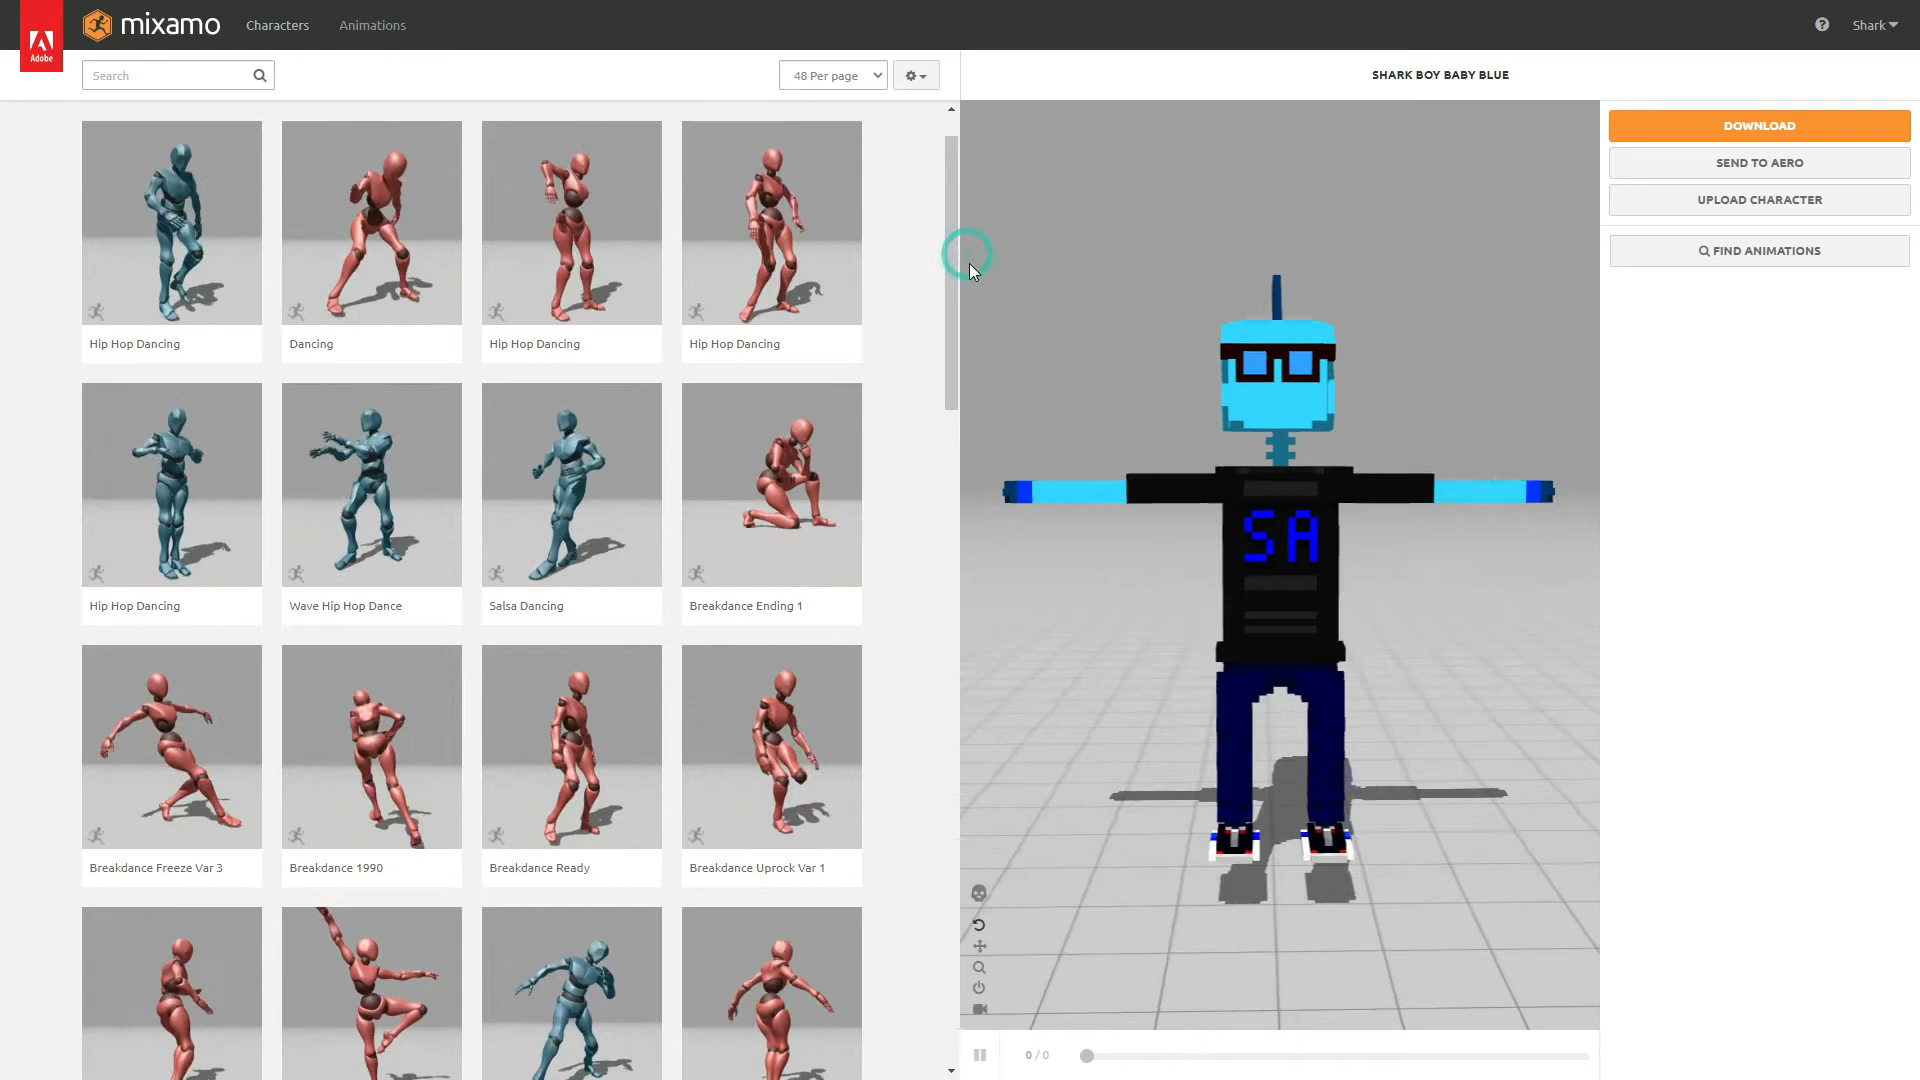 Adobe
mixamo
Characters
Animations
Shark
Search
48 Per page
SHARK BOY BABY BLUE
DOWNLOAD
SEND TO AERO
UPLOAD CHARACTER
FIND ANIMATIONS
Hip Hop Dancing
Dancing
Hip Hop Dancing
Hip Hop Dancing
Hip Hop Dancing
Wave Hip Hop Dance
Salsa Dancing
Breakdance Ending 1
Breakdance Freeze Var 3
Breakdance 1990
Breakdance Ready
Breakdance Uprock Var 1
SA
0 / 0